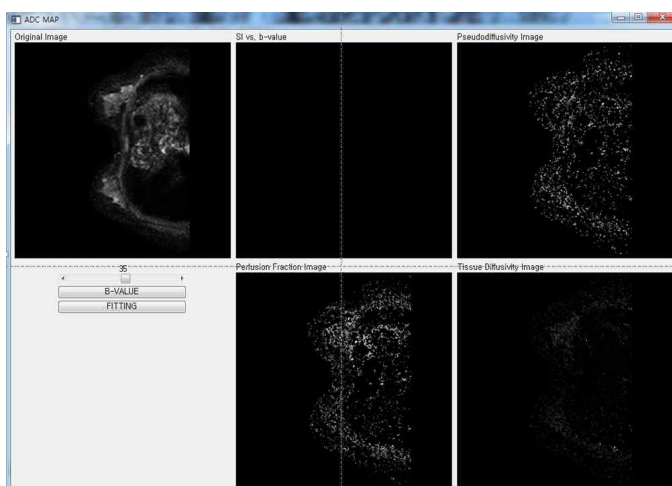 ADC MAP
Original Image
SI vs, b-value
Pseudodiffusivity Image
35
B-VALUE
FITTING
Perfusion Fraction Image
Tissue Diffusivity Image